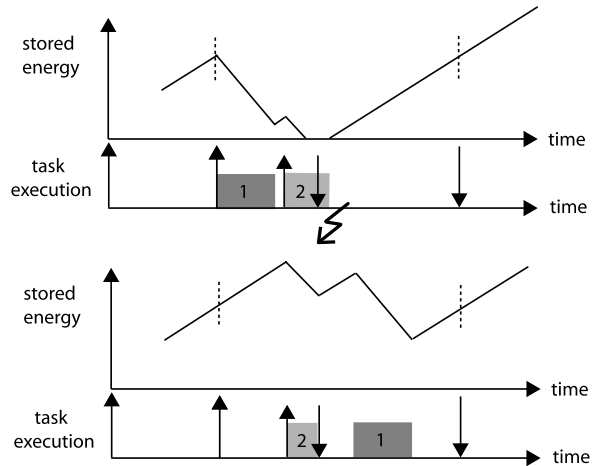 stored
energy
time
task
execution
1
2
time
stored
energy
time
task
execution
2
1
time